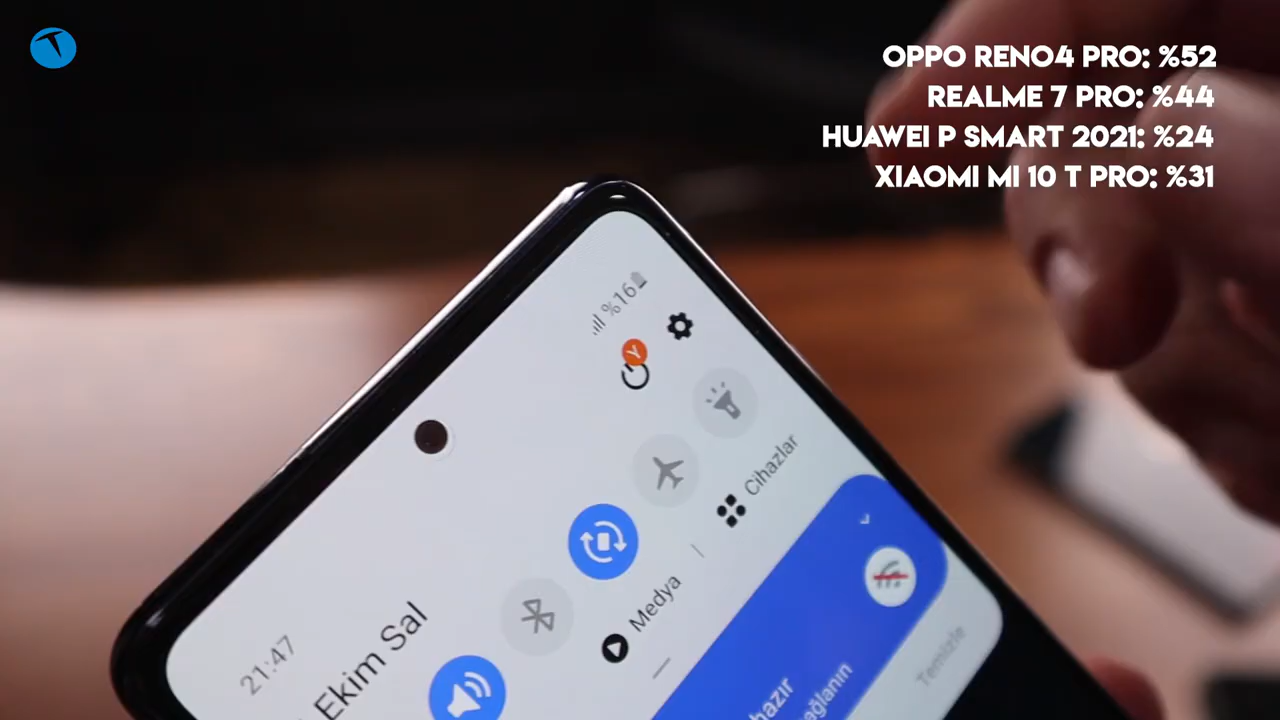 OPPO RENO4 PRO: %52
REALME 7 PRO: %44
HUAWEI P SMART 2021: %24
XIAOMI MI 10 T PRO: %31
%16
Y
21:47
Ekim Sal
Medya
Cihazlar
Temizle